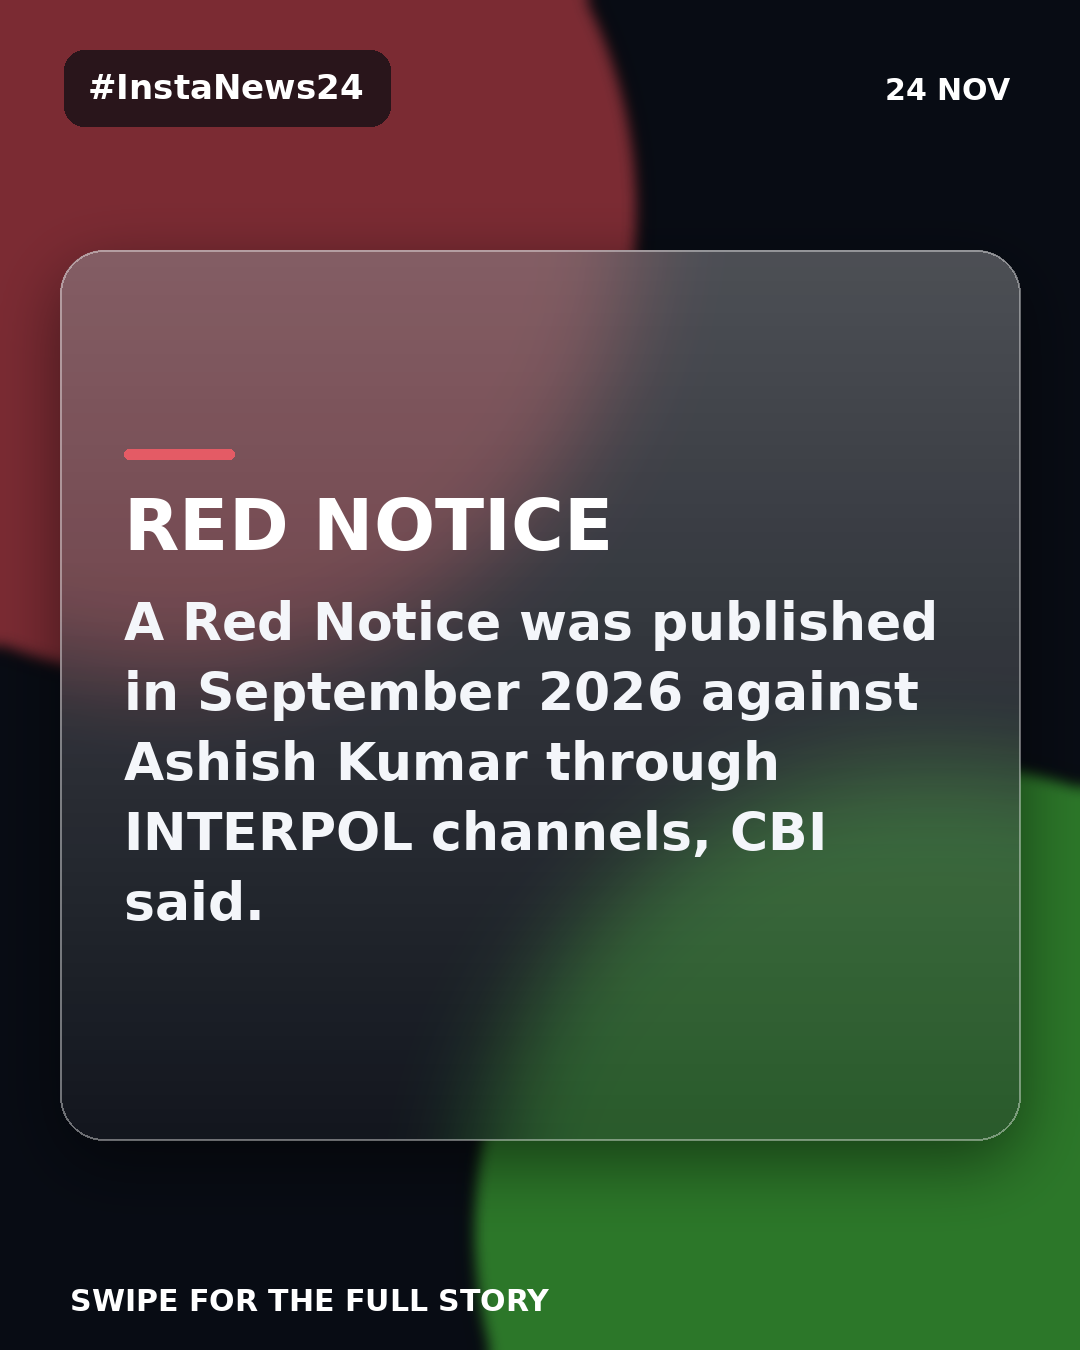 #InstaNews24
24 NOV
RED NOTICE
A Red Notice was published
in September 2026 against
Ashish Kumar through
INTERPOL channels, CBI
said.
SWIPE FOR THE FULL STORY